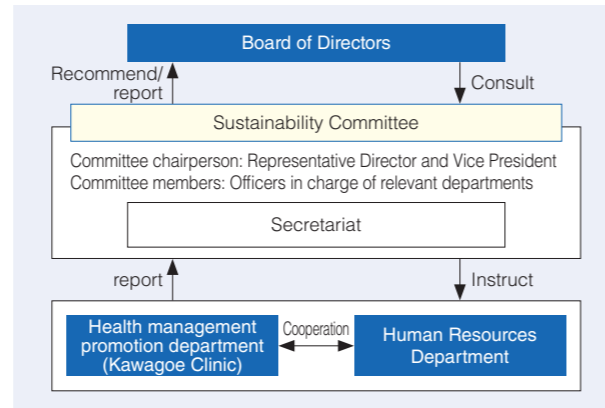 Board of Directors
Recommend/
report
Consult
Sustainability Committee
Committee chairperson: Representative Director and Vice President
Committee members: Officers in charge of relevant departments
Secretariat
report
Instruct
Health management
promotion department
(Kawagoe Clinic)
Cooperation
Human Resources
Department